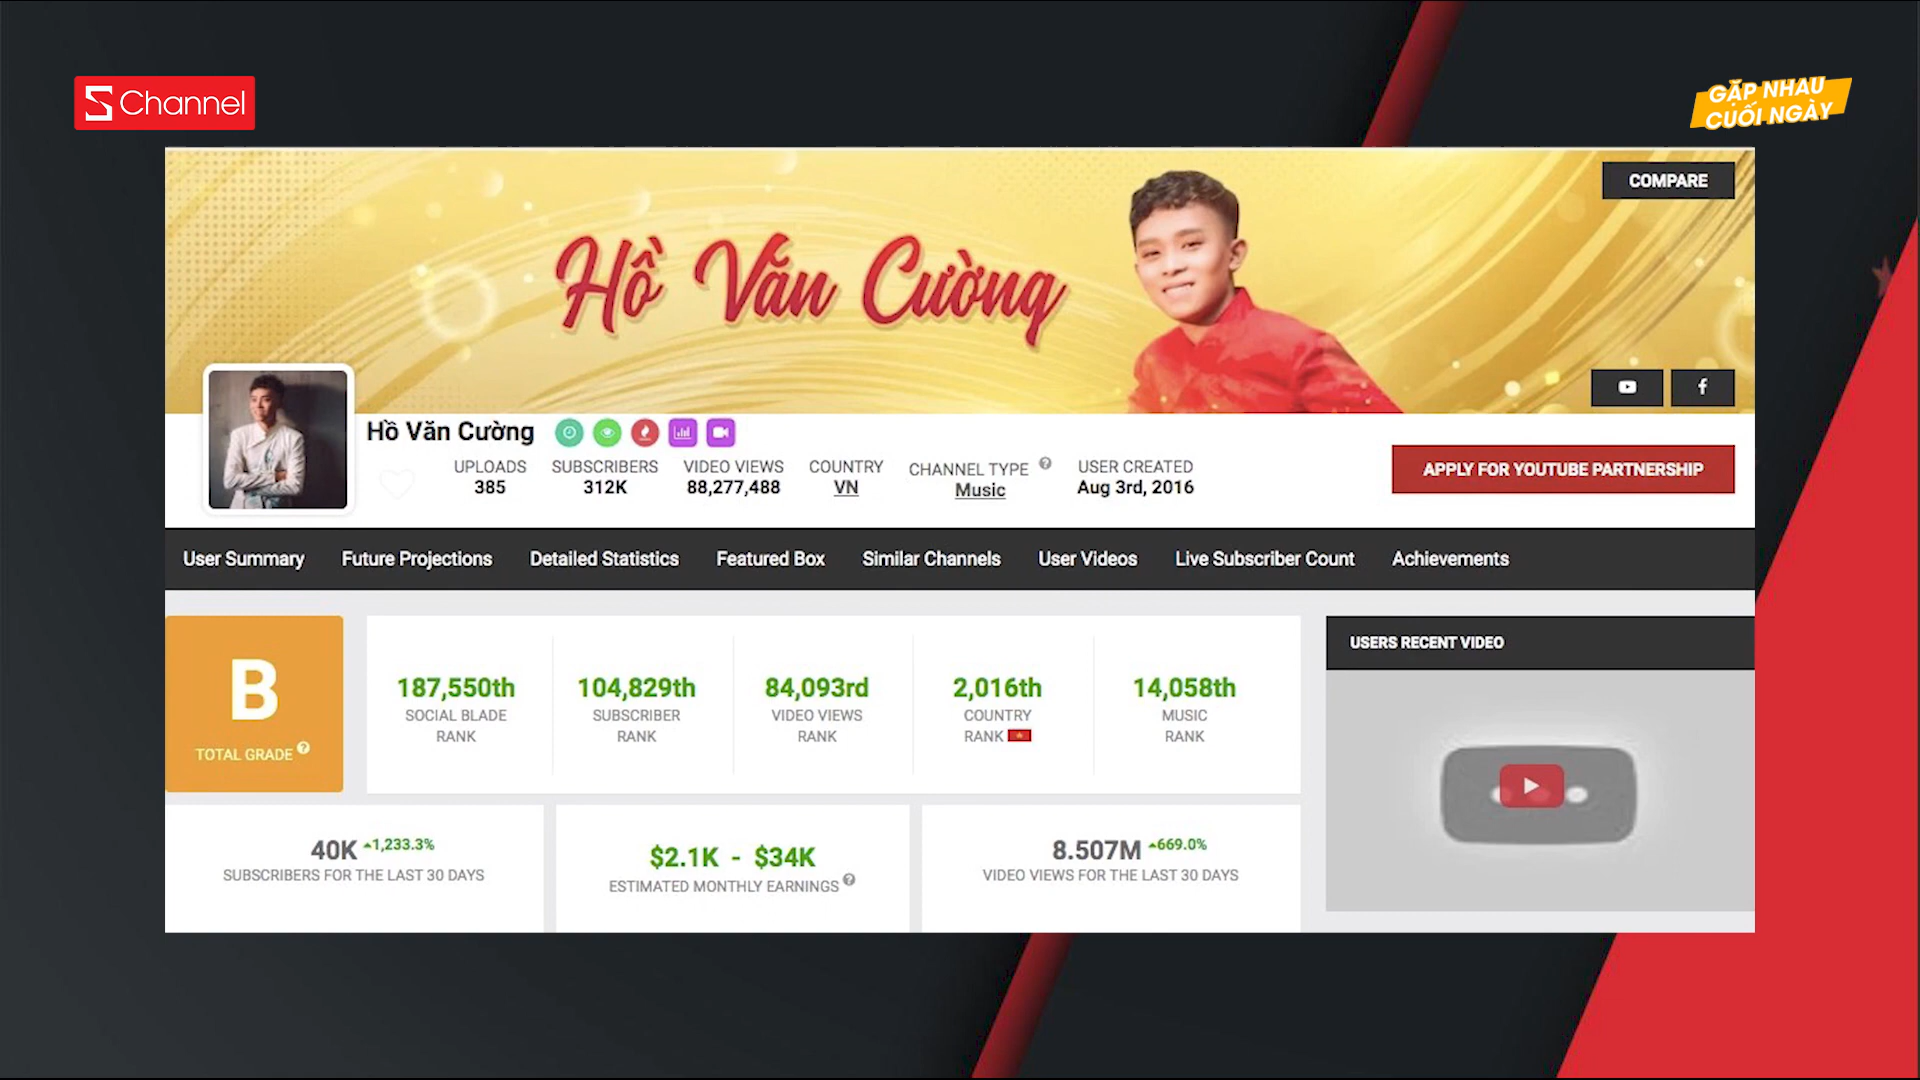 S Channel
GẶP NHAU
CUỐI NGÀY
COMPARE
Hồ Văn Cường
Hồ Văn Cường
UPLOADS
385
SUBSCRIBERS
312K
VIDEO VIEWS
88,277,488
COUNTRY
VN
CHANNEL TYPE ?
Music
USER CREATED
Aug 3rd, 2016
APPLY FOR YOUTUBE PARTNERSHIP
User Summary
Future Projections
Detailed Statistics
Featured Box
Similar Channels
User Videos
Live Subscriber Count
Achievements
B
TOTAL GRADE ?
187,550th
SOCIAL BLADE
RANK
104,829th
SUBSCRIBER
RANK
84,093rd
VIDEO VIEWS
RANK
2,016th
COUNTRY
RANK
14,058th
MUSIC
RANK
USERS RECENT VIDEO
40K 1,233.3%
SUBSCRIBERS FOR THE LAST 30 DAYS
$2.1K - $34K
ESTIMATED MONTHLY EARNINGS ?
8.507M 669.0%
VIDEO VIEWS FOR THE LAST 30 DAYS